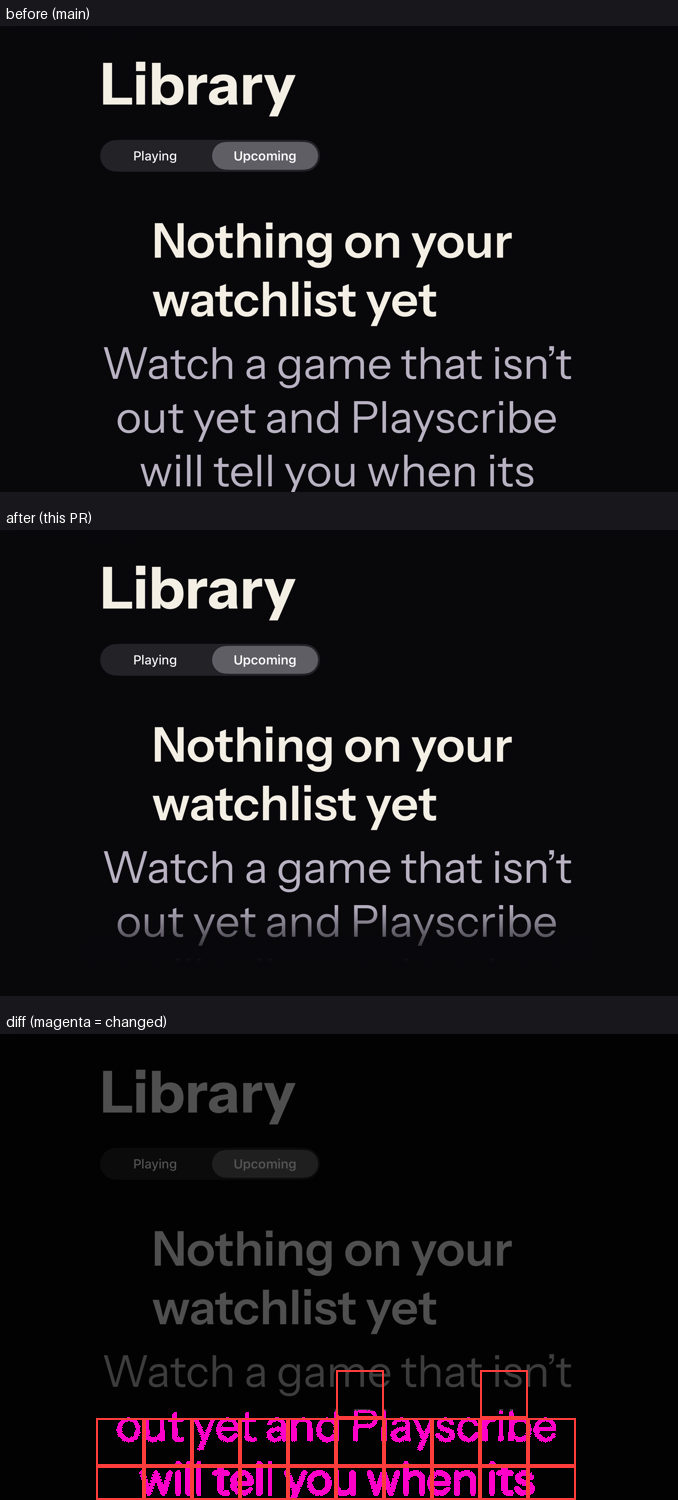 before (main)
Library
Playing Upcoming
Nothing on your
watchlist yet
Watch a game that isn’t
out yet and Playscribe
will tell you when its
after (this PR)
Library
Playing Upcoming
Nothing on your
watchlist yet
Watch a game that isn’t
out yet and Playscribe
diff (magenta = changed)
Library
Playing Upcoming
Nothing on your
watchlist yet
Watch a game that isn’t
out yet and Playscribe
will tell you when its